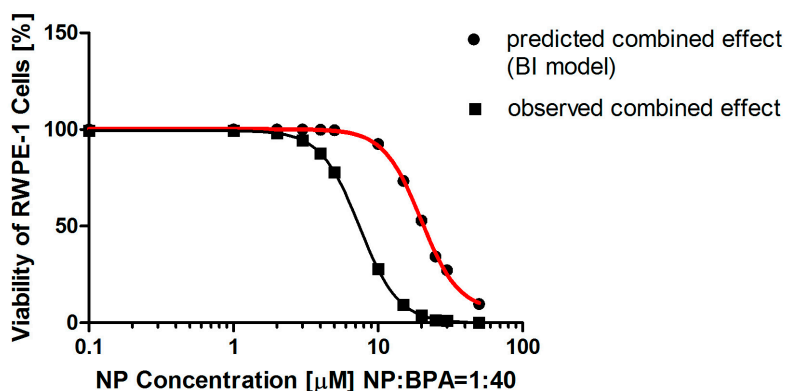 150
100
50
0
Viability of RWPE-1 Cells [%]
0.1
1
10
100
NP Concentration [μM] NP:BPA=1:40
predicted combined effect
(BI model)
observed combined effect